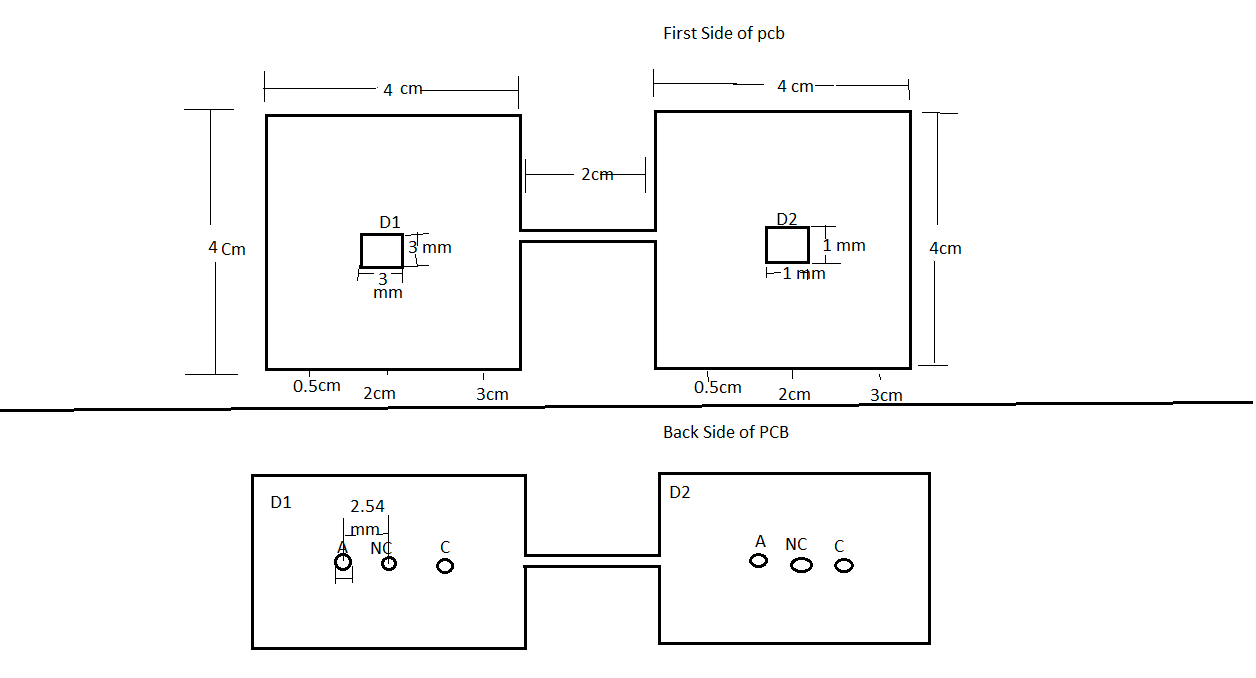 First Side of pcb
4 cm
4 cm
2cm
D1
3 mm
3
mm
4 Cm
D2
1 mm
1 mm
4cm
0.5cm
2cm
3cm
0.5cm
2cm
3cm
Back Side of PCB
D1
2.54
mm
A
NC
C
D2
A
NC
C